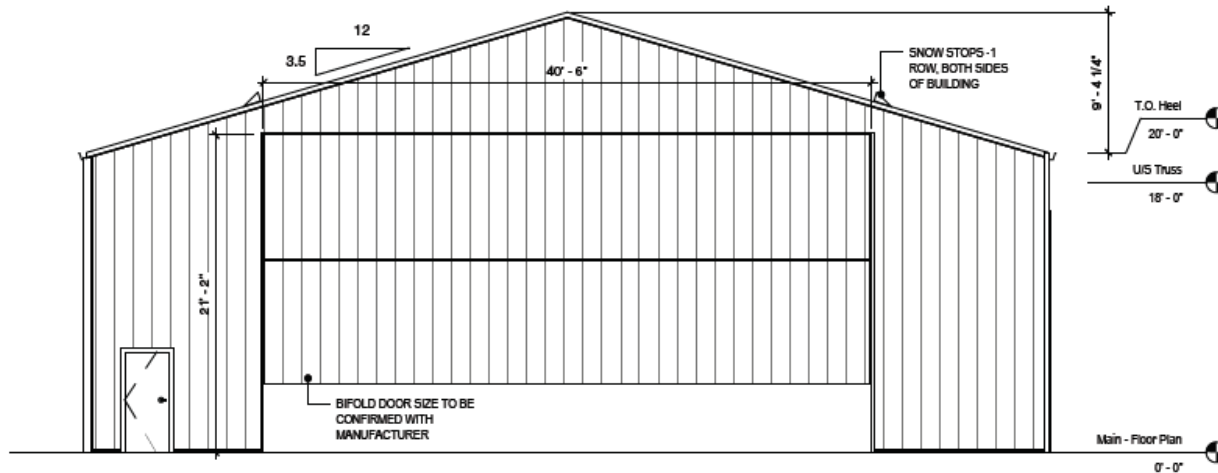 12
3.5
40' - 6"
SNOW STOPS -1
ROW, BOTH SIDES
OF BUILDING
9' - 4 1/4"
T.O. Heel
20' - 0"
U/S Truss
18' - 0"
21' - 2"
BIFOLD DOOR SIZE TO BE
CONFIRMED WITH
MANUFACTURER
Main - Floor Plan
0' - 0"